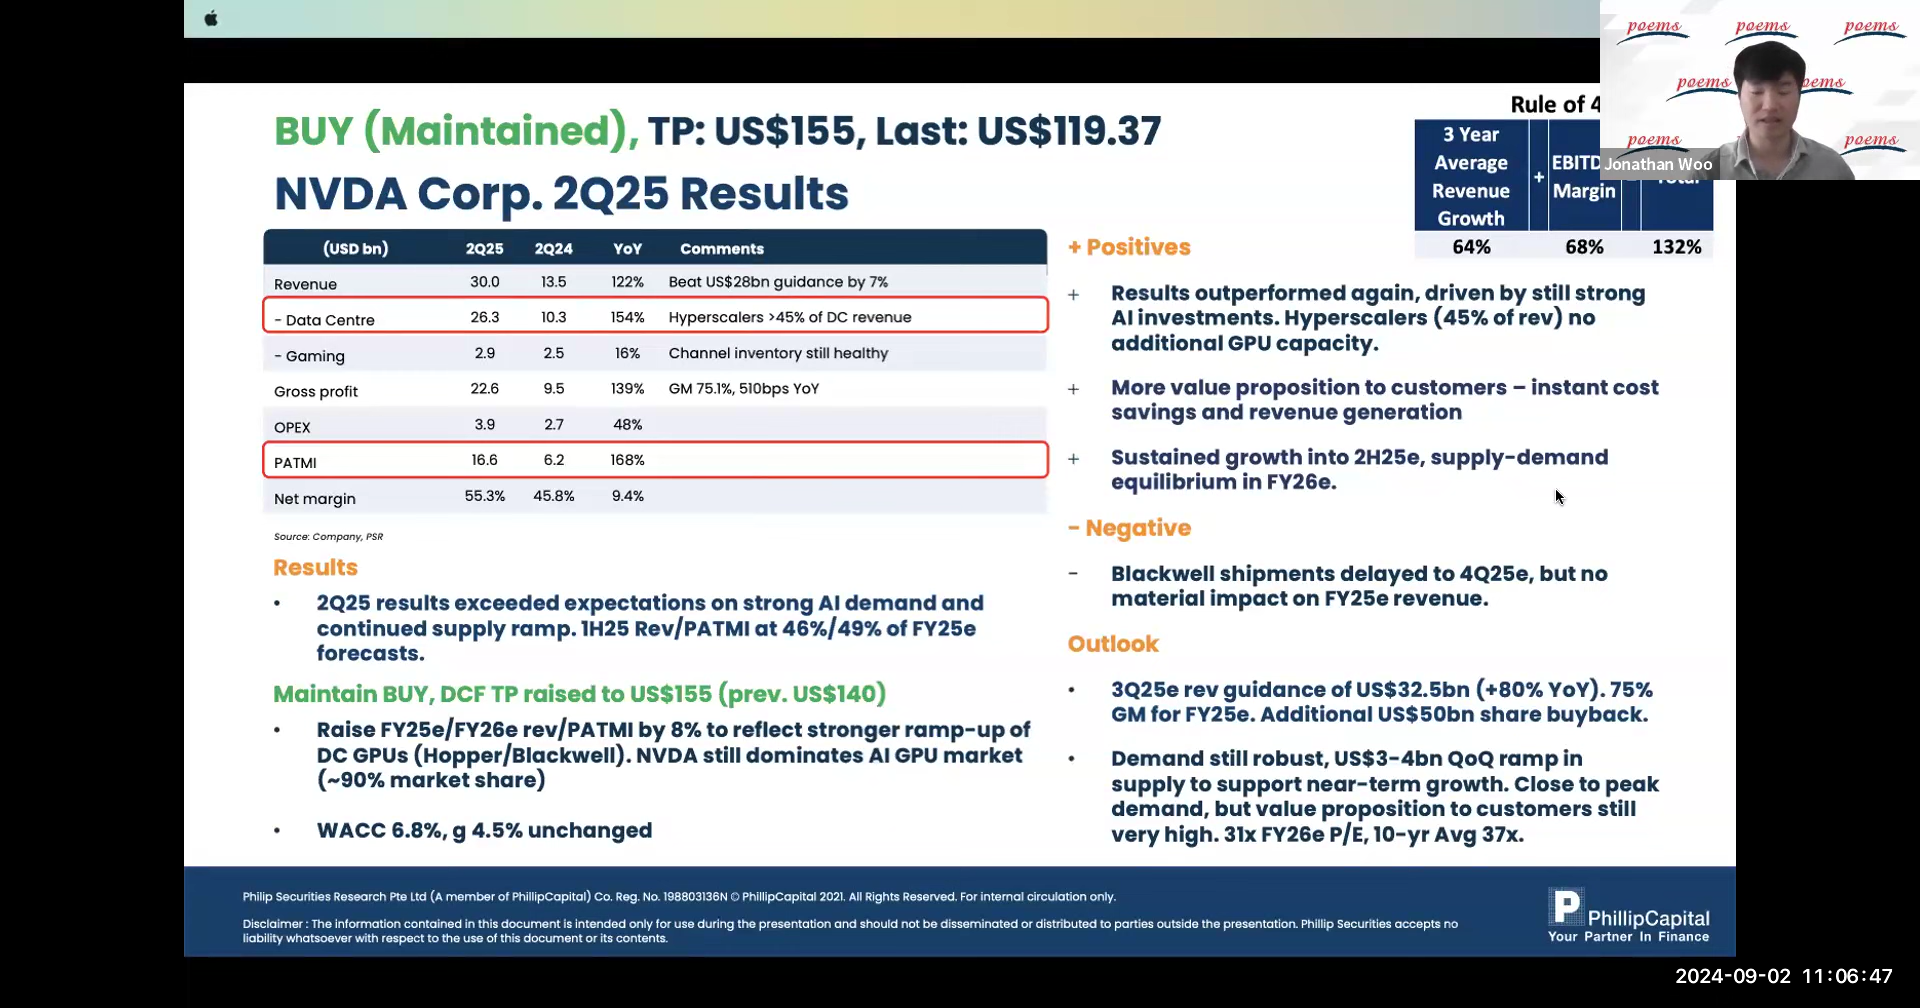 BUY (Maintained), TP: US$155, Last: US$119.37
NVDA Corp. 2Q25 Results
(USD bn) 2Q25 2Q24 YoY Comments
Revenue 30.0 13.5 122% Beat US$28bn guidance by 7%
- Data Centre 26.3 10.3 154% Hyperscalers >45% of DC revenue
- Gaming 2.9 2.5 16% Channel inventory still healthy
Gross profit 22.6 9.5 139% GM 75.1%, 510bps YoY
OPEX 3.9 2.7 48%
PATMI 16.6 6.2 168%
Net margin 55.3% 45.8% 9.4%
Source: Company, PSR
Results
• 2Q25 results exceeded expectations on strong AI demand and
continued supply ramp. 1H25 Rev/PATMI at 46%/49% of FY25e
forecasts.
Maintain BUY, DCF TP raised to US$155 (prev. US$140)
• Raise FY25e/FY26e rev/PATMI by 8% to reflect stronger ramp-up of
DC GPUs (Hopper/Blackwell). NVDA still dominates AI GPU market
(~90% market share)
• WACC 6.8%, g 4.5% unchanged
Rule of 4
3 Year
Average
Revenue
Growth
+
EBITD
Margin
64% 68% 132%
+ Positives
+ Results outperformed again, driven by still strong
AI investments. Hyperscalers (45% of rev) no
additional GPU capacity.
+ More value proposition to customers – instant cost
savings and revenue generation
+ Sustained growth into 2H25e, supply-demand
equilibrium in FY26e.
- Negative
- Blackwell shipments delayed to 4Q25e, but no
material impact on FY25e revenue.
Outlook
• 3Q25e rev guidance of US$32.5bn (+80% YoY). 75%
GM for FY25e. Additional US$50bn share buyback.
• Demand still robust, US$3-4bn QoQ ramp in
supply to support near-term growth. Close to peak
demand, but value proposition to customers still
very high. 31x FY26e P/E, 10-yr Avg 37x.
poems poems poems
poems poems
poems poems
Jonathan Woo
Philip Securities Research Pte Ltd (A member of PhillipCapital) Co. Reg. No. 198803136N © PhillipCapital 2021. All Rights Reserved. For internal circulation only.
Disclaimer : The information contained in this document is intended only for use during the presentation and should not be disseminated or distributed to parties outside the presentation. Phillip Securities accepts no
liability whatsoever with respect to the use of this document or its contents.
PhillipCapital
Your Partner In Finance
2024-09-02 11:06:47